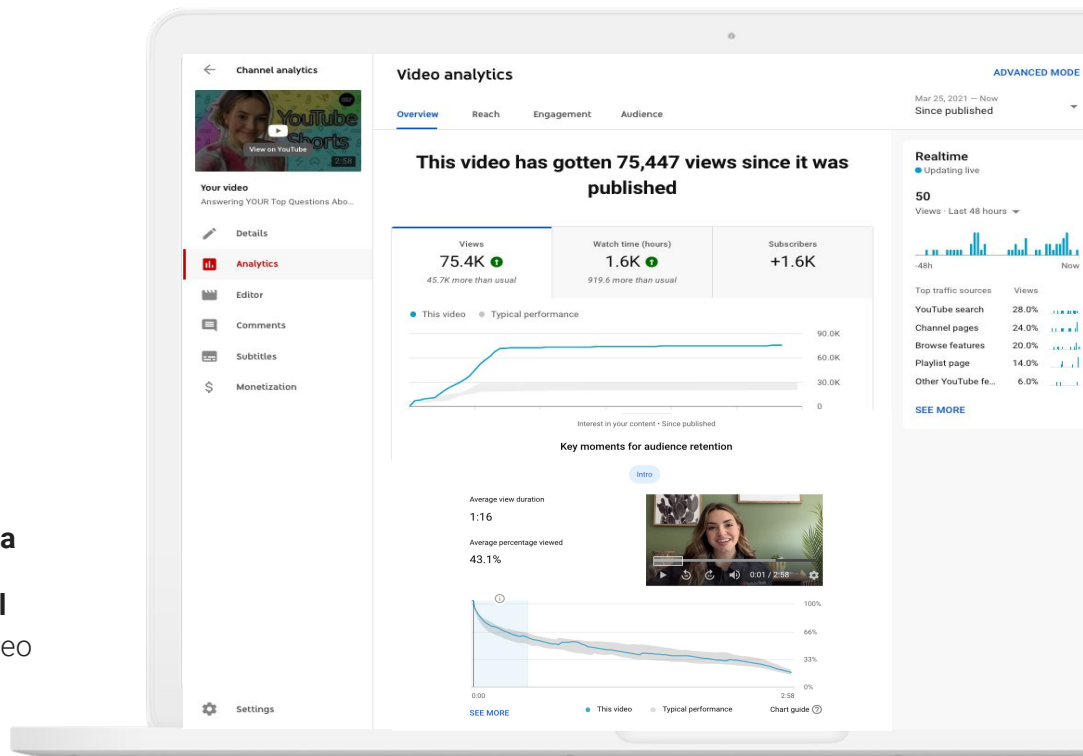 a
l
eo
Channel analytics
YouTube
Shorts
View on YouTube
2:58
Your video
Answering YOUR Top Questions Abo...
Details
Analytics
Editor
Comments
Subtitles
Monetization
Settings
Video analytics
ADVANCED MODE
Overview Reach Engagement Audience
Mar 25, 2021 – Now
Since published
This video has gotten 75,447 views since it was
published
Views
75.4K
45.7K more than usual
Watch time (hours)
1.6K
919.6 more than usual
Subscribers
+1.6K
This video Typical performance
90.0K
60.0K
30.0K
0
Interest in your content • Since published
Key moments for audience retention
Intro
Average view duration
1:16
Average percentage viewed
43.1%
0:01 / 2:58
100%
66%
33%
0%
0:00 2:58
SEE MORE
This video Typical performance Chart guide
Realtime
Updating live
50
Views · Last 48 hours
-48h Now
Top traffic sources Views
YouTube search 28.0%
Channel pages 24.0%
Browse features 20.0%
Playlist page 14.0%
Other YouTube fe... 6.0%
SEE MORE